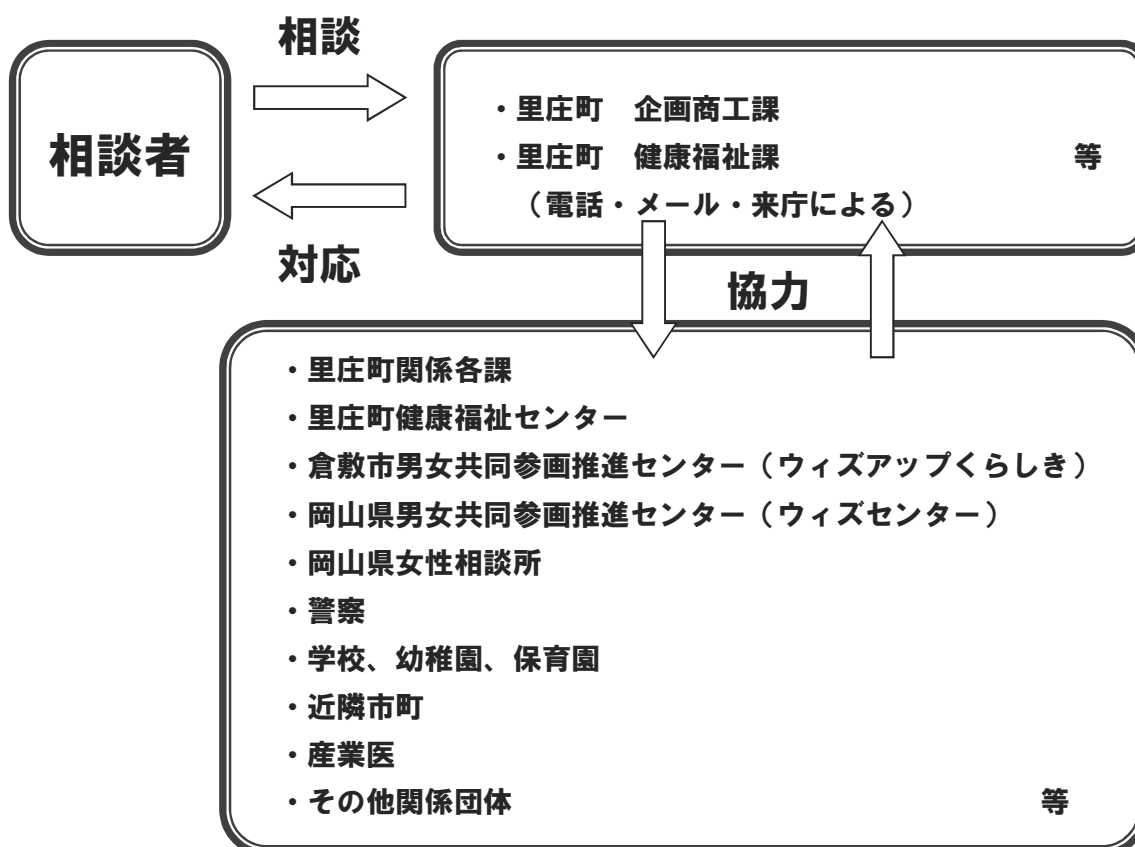 相談
相談者
・里庄町　企画商工課
・里庄町　健康福祉課　等
（電話・メール・来庁による）
対応
協力
・里庄町関係各課
・里庄町健康福祉センター
・倉敷市男女共同参画推進センター（ウィズアップくらしき）
・岡山県男女共同参画推進センター（ウィズセンター）
・岡山県女性相談所
・警察
・学校、幼稚園、保育園
・近隣市町
・産業医
・その他関係団体　等